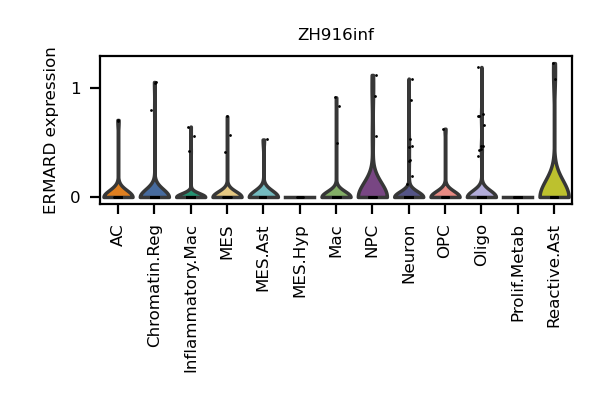 ZH916inf
ERMARD expression
1
0
AC
Chromatin.Reg
Inflammatory.Mac
MES
MES.Ast
MES.Hyp
Mac
NPC
Neuron
OPC
Oligo
Prolif.Metab
Reactive.Ast